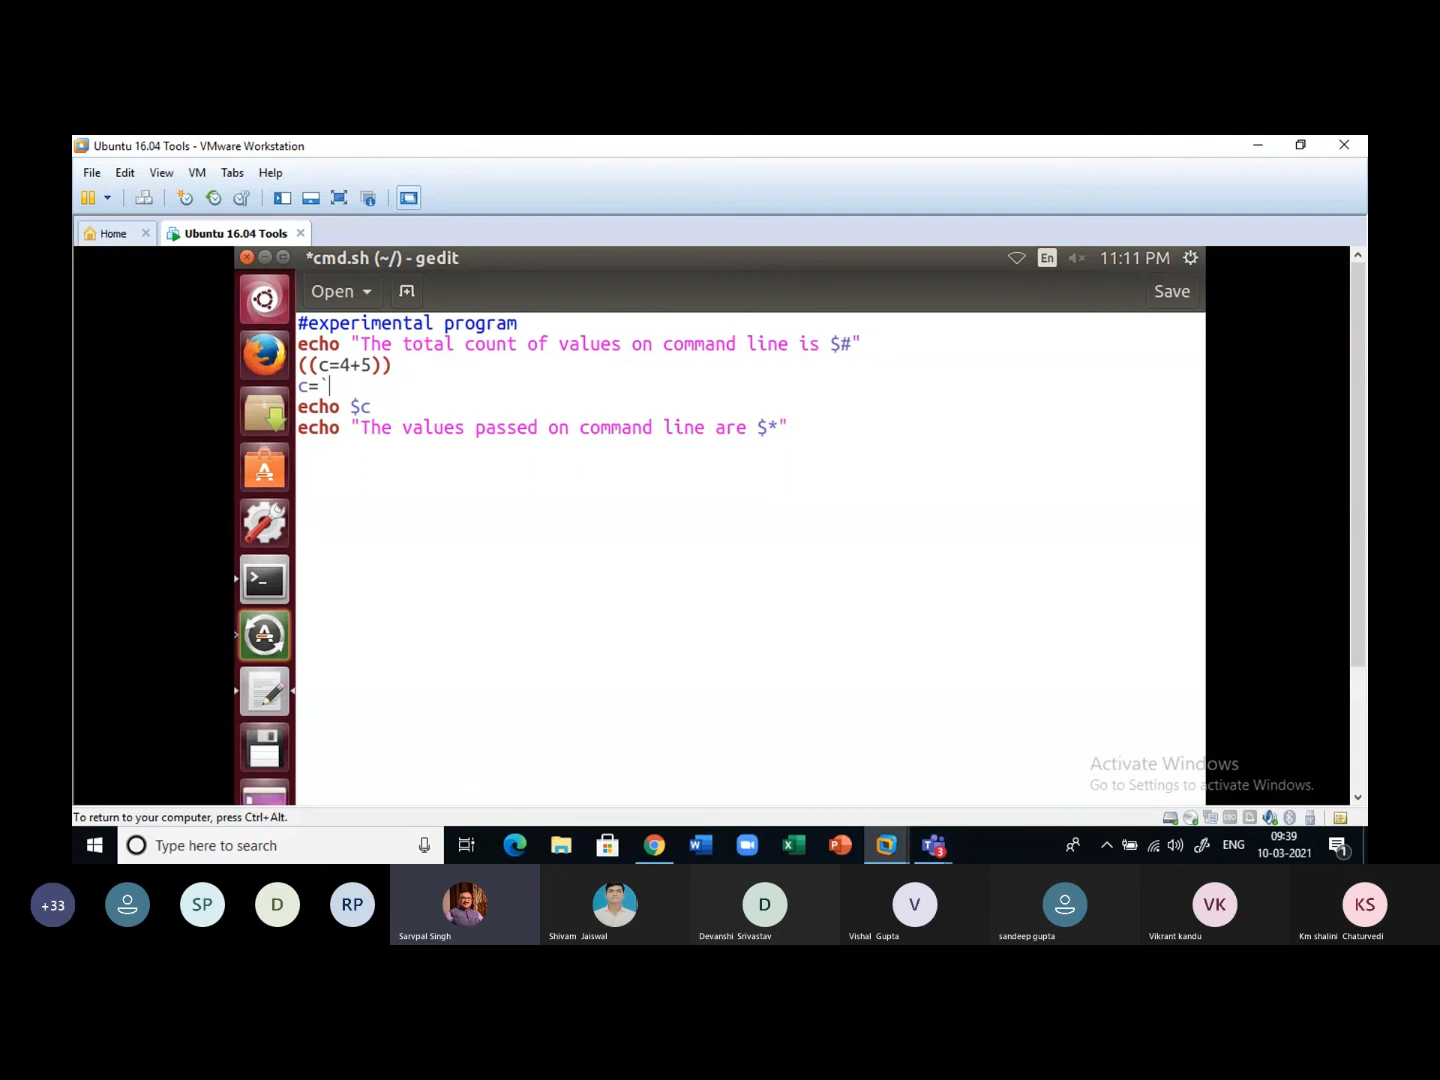 Ubuntu 16.04 Tools - VMware Workstation
File Edit View VM Tabs Help
Home Ubuntu 16.04 Tools
*cmd.sh (~/) - gedit
En 11:11 PM
Open Save
#experimental program
echo "The total count of values on command line is $#"
((c=4+5))
c=`
echo $c
echo "The values passed on command line are $*"
Activate Windows
Go to Settings to activate Windows.
To return to your computer, press Ctrl+Alt.
Type here to search
ENG
09:39
10-03-2021
+33 SP D RP D V VK KS
Sarvpal Singh Shivam Jaiswal Devanshi Srivastav Vishal Gupta sandeep gupta Vikrant kandu Km shalini Chaturvedi